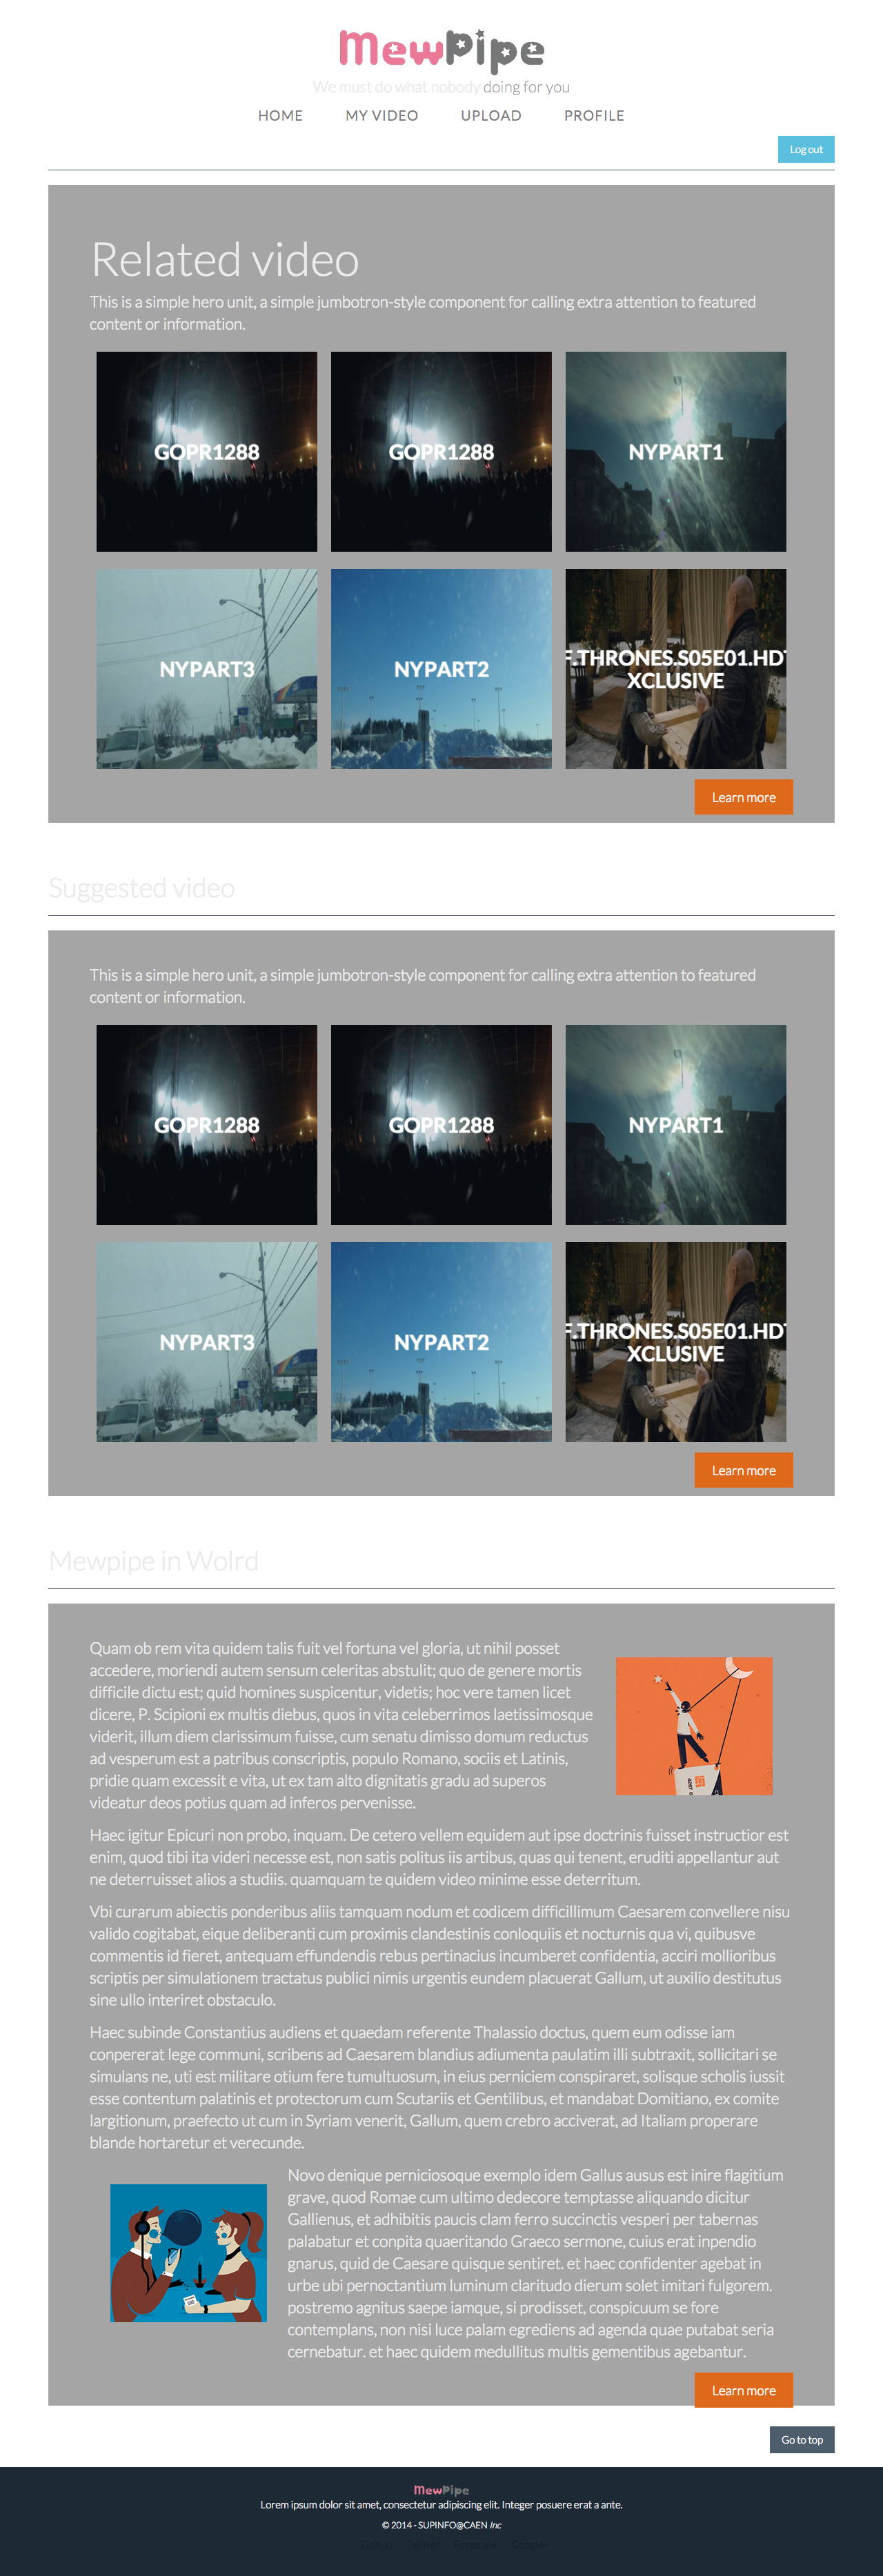 MewPipe
We must do what nobody doing for you
HOME MY VIDEO UPLOAD PROFILE
Log out
Related video
This is a simple hero unit, a simple jumbotron-style component for calling extra attention to featured
content or information.
GOPR1288 GOPR1288 NYPART1
NYPART3 NYPART2 F.THRONES.S05E01.HDT
XCLUSIVE
Learn more
Suggested video
This is a simple hero unit, a simple jumbotron-style component for calling extra attention to featured
content or information.
GOPR1288 GOPR1288 NYPART1
NYPART3 NYPART2 F.THRONES.S05E01.HDT
XCLUSIVE
Learn more
Mewpipe in Wolrd
Quam ob rem vita quidem talis fuit vel fortuna vel gloria, ut nihil posset
accedere, moriendi autem sensum celeritas abstulit; quo de genere mortis
difficile dictu est; quid homines suspicentur, videtis; hoc vere tamen licet
dicere, P. Scipioni ex multis diebus, quos in vita celeberrimos laetissimosque
viderit, illum diem clarissimum fuisse, cum senatu dimisso domum reductus
ad vesperum est a patribus conscriptis, populo Romano, sociis et Latinis,
pridie quam excessit e vita, ut ex tam alto dignitatis gradu ad superos
videatur deos potius quam ad inferos pervenisse.
Haec igitur Epicuri non probo, inquam. De cetero vellem equidem aut ipse doctrinis fuisset instructior est
enim, quod tibi ita videri necesse est, non satis politus iis artibus, quas qui tenent, eruditi appellantur aut
ne deterruisset alios a studiis. quamquam te quidem video minime esse deterritum.
Vbi curarum abiectis ponderibus aliis tamquam nodum et codicem difficillimum Caesarem convellere nisu
valido cogitabat, eique deliberanti cum proximis clandestinis conloquiis et nocturnis qua vi, quibusve
commentis id fieret, antequam effundendis rebus pertinacius incumberet confidentia, acciri mollioribus
scriptis per simulationem tractatus publici nimis urgentis eundem placuerat Gallum, ut auxilio destitutus
sine ullo interiret obstaculo.
Haec subinde Constantius audiens et quaedam referente Thalassio doctus, quem eum odisse iam
conpererat lege communi, scribens ad Caesarem blandius adiumenta paulatim illi subtraxit, sollicitari se
simulans ne, uti est militare otium fere tumultuosum, in eius perniciem conspiraret, solisque scholis iussit
esse contentum palatinis et protectorum cum Scutariis et Gentilibus, et mandabat Domitiano, ex comite
largitionum, praefecto ut cum in Syriam venerit, Gallum, quem crebro acciverat, ad Italiam properare
blande hortaretur et verecunde.
Novo denique perniciosoque exemplo idem Gallus ausus est inire flagitium
grave, quod Romae cum ultimo dedecore temptasse aliquando dicitur
Gallienus, et adhibitis paucis clam ferro succinctis vesperi per tabernas
palabatur et conpita quaeritando Graeco sermone, cuius erat inpendio
gnarus, quid de Caesare quisque sentiret. et haec confidenter agebat in
urbe ubi pernoctantium luminum claritudo dierum solet imitari fulgorem.
postremo agnitus saepe iamque, si prodisset, conspicuum se fore
contemplans, non nisi luce palam egrediens ad agenda quae putabat seria
cernebatur. et haec quidem medullitus multis gementibus agebantur.
Learn more
Go to top
MewPipe
Lorem ipsum dolor sit amet, consectetur adipiscing elit. Integer posuere erat a ante.
© 2014 - SUPINFO@CAEN Inc